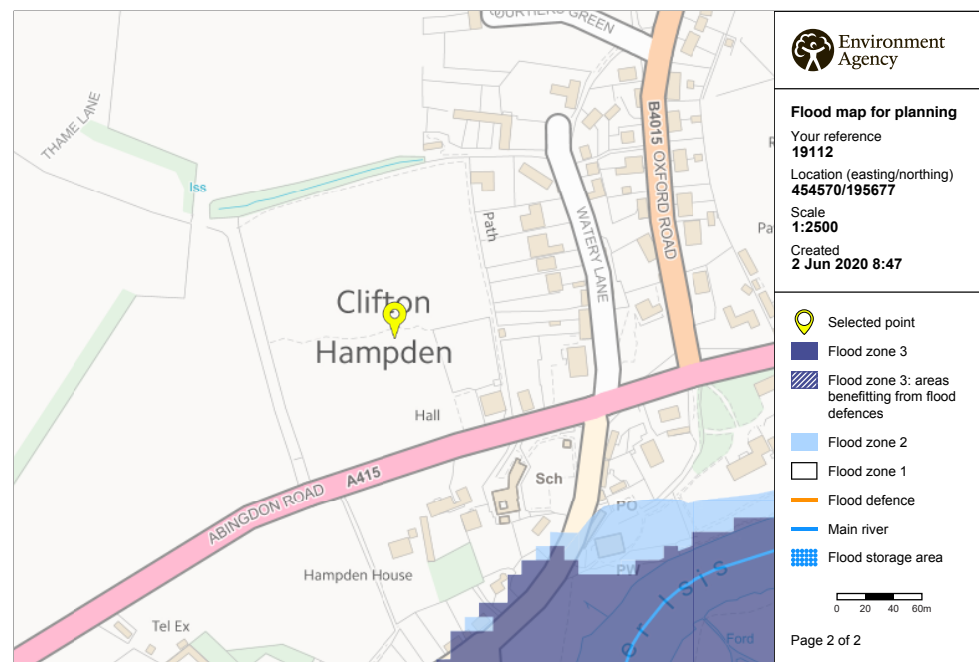 OURTIERS GREEN
THAME LANE
Iss
B4015 OXFORD ROAD
Path
WATERY LANE
Clifton
Hampden
Hall
ABINGDON ROAD
A415
Sch
PO
PW
Hampden House
Tel Ex
or Isis
Ford
Environment
Agency
Flood map for planning
Your reference
19112
Location (easting/northing)
454570/195677
Scale
1:2500
Created
2 Jun 2020 8:47
Selected point
Flood zone 3
Flood zone 3: areas
benefitting from flood
defences
Flood zone 2
Flood zone 1
Flood defence
Main river
Flood storage area
0 20 40 60m
Page 2 of 2